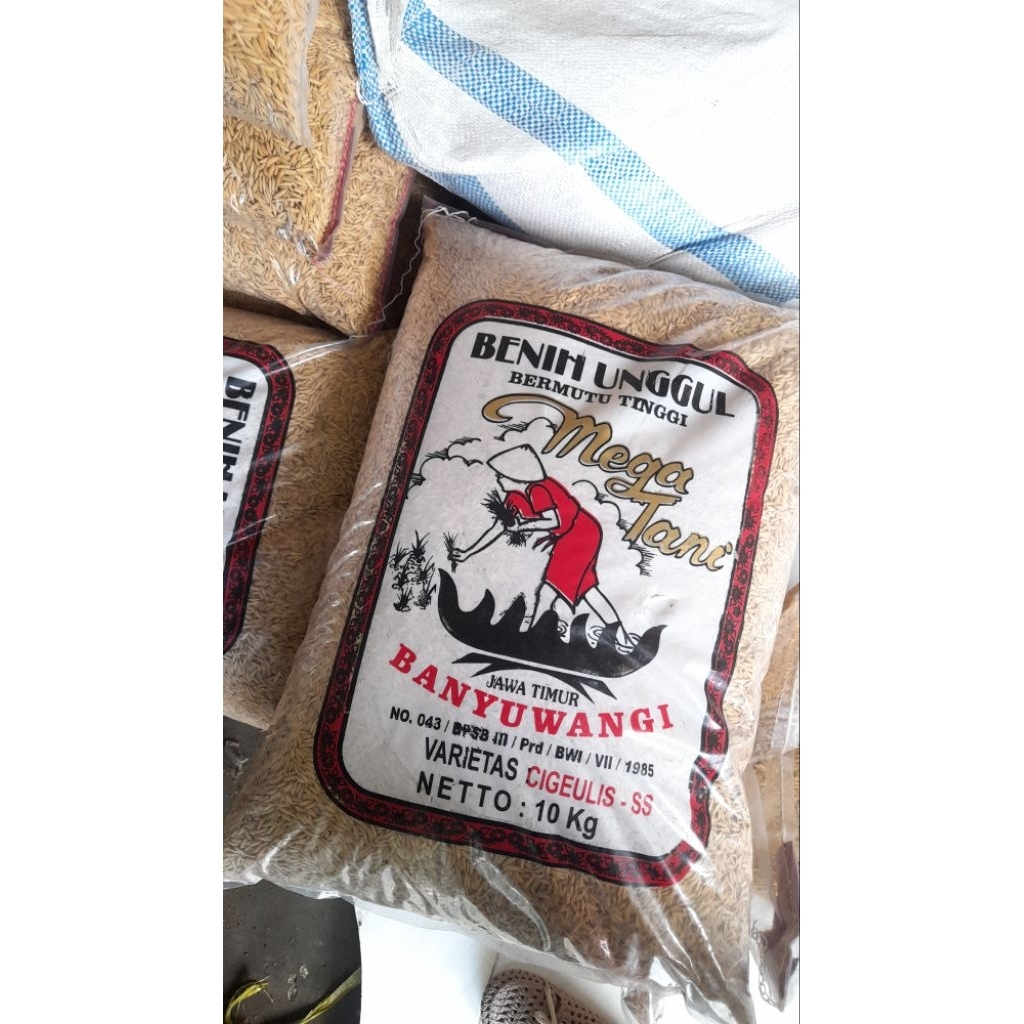 BENIH UNGGUL
BERMUTU TINGGI
Mega
Tani
JAWA TIMUR
BANYUWANGI
NO. 043 / BPSB III / Prd / BWI / VII / 1985
VARIETAS : CIGEULIS - SS
NETTO : 10 Kg
BENIH